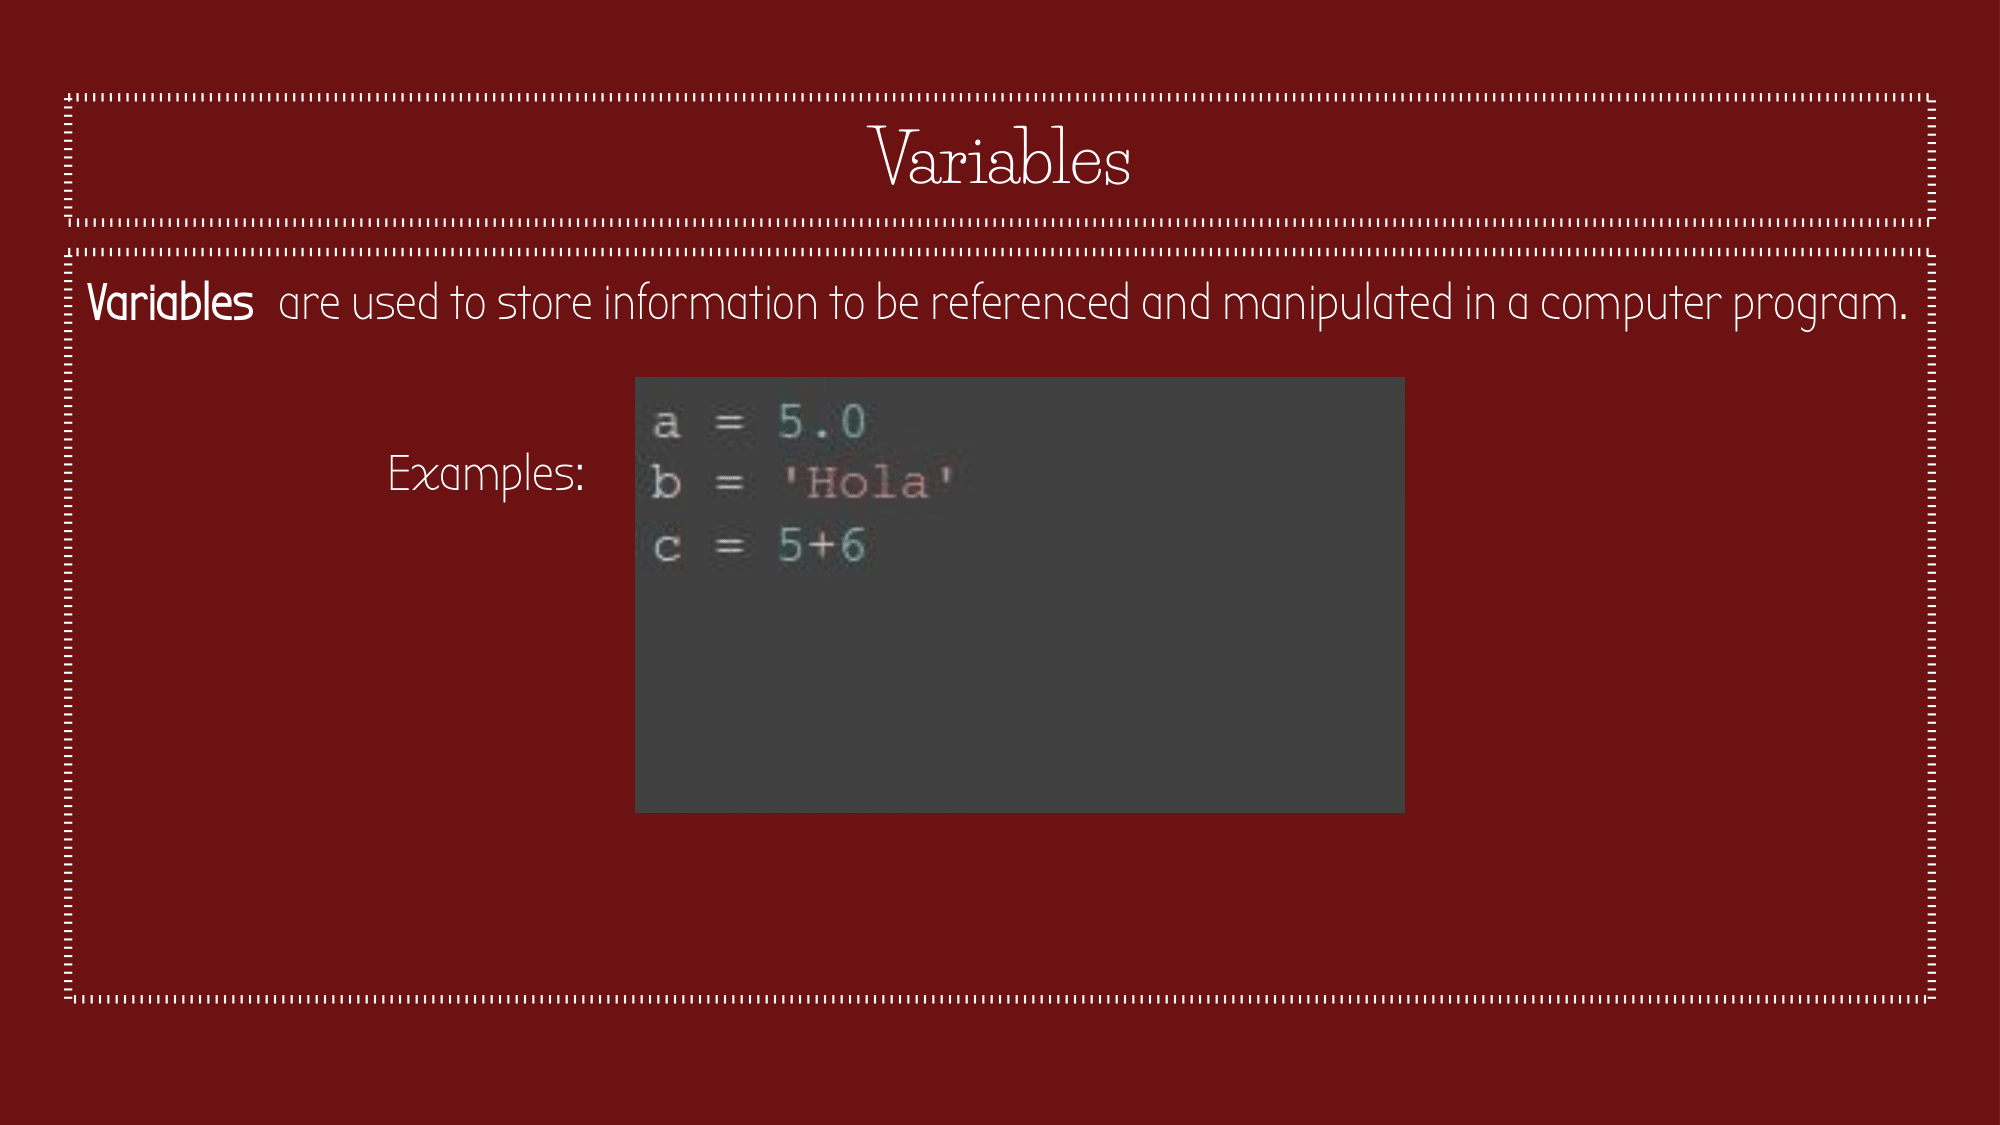 Variables
Variables are used to store information to be referenced and manipulated in a computer program.
Examples:
a = 5.0
b = 'Hola'
c = 5+6